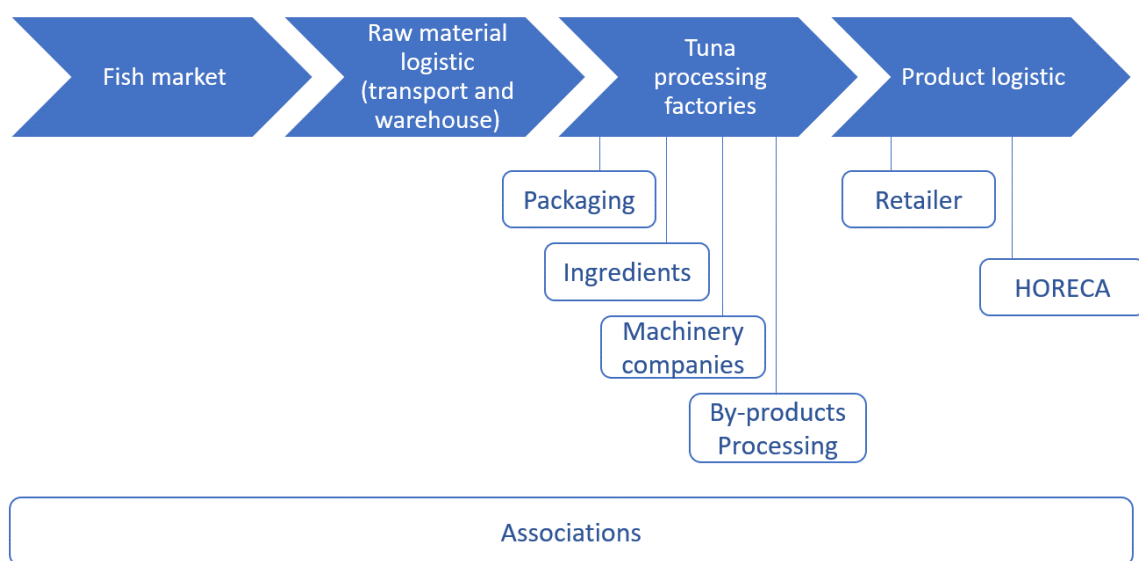 Fish market
Raw material
logistic
(transport and
warehouse)
Tuna
processing
factories
Product logistic
Packaging
Ingredients
Machinery
companies
By-products
Processing
Retailer
HORECA
Associations